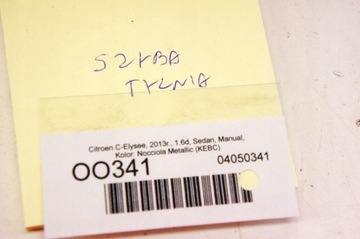 SZYBA
TYLNIA
Citroen C-Elysee, 2013r., 1.6d, Sedan, Manual,
Kolor: Nocciola Metallic (KEBC)
OO341
04050341